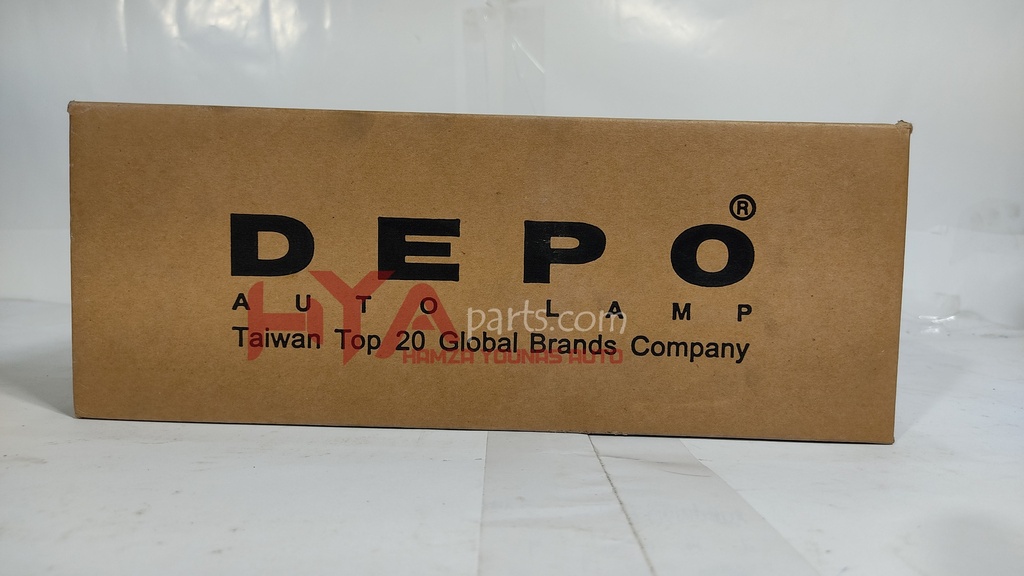 DEPO®
AUTO LAMP
HYAparts.com
Taiwan Top 20 Global Brands Company
HAMZA YOUNAS AUTO